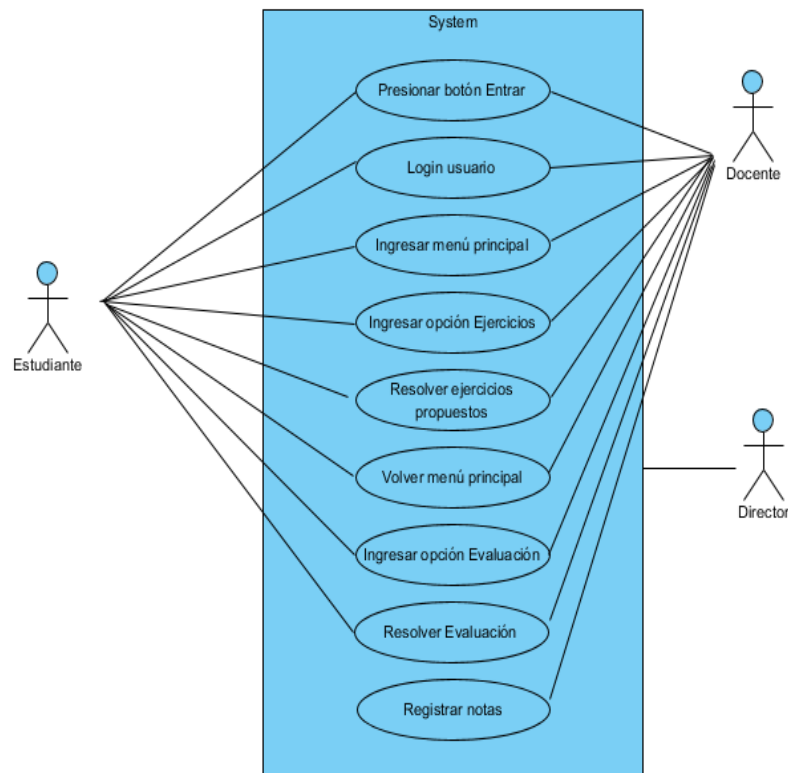 System
Presionar botón Entrar
Login usuario
Docente
Ingresar menú principal
Ingresar opción Ejercicios
Estudiante
Resolver ejercicios
propuestos
Volver menú principal
Director
Ingresar opción Evaluación
Resolver Evaluación
Registrar notas